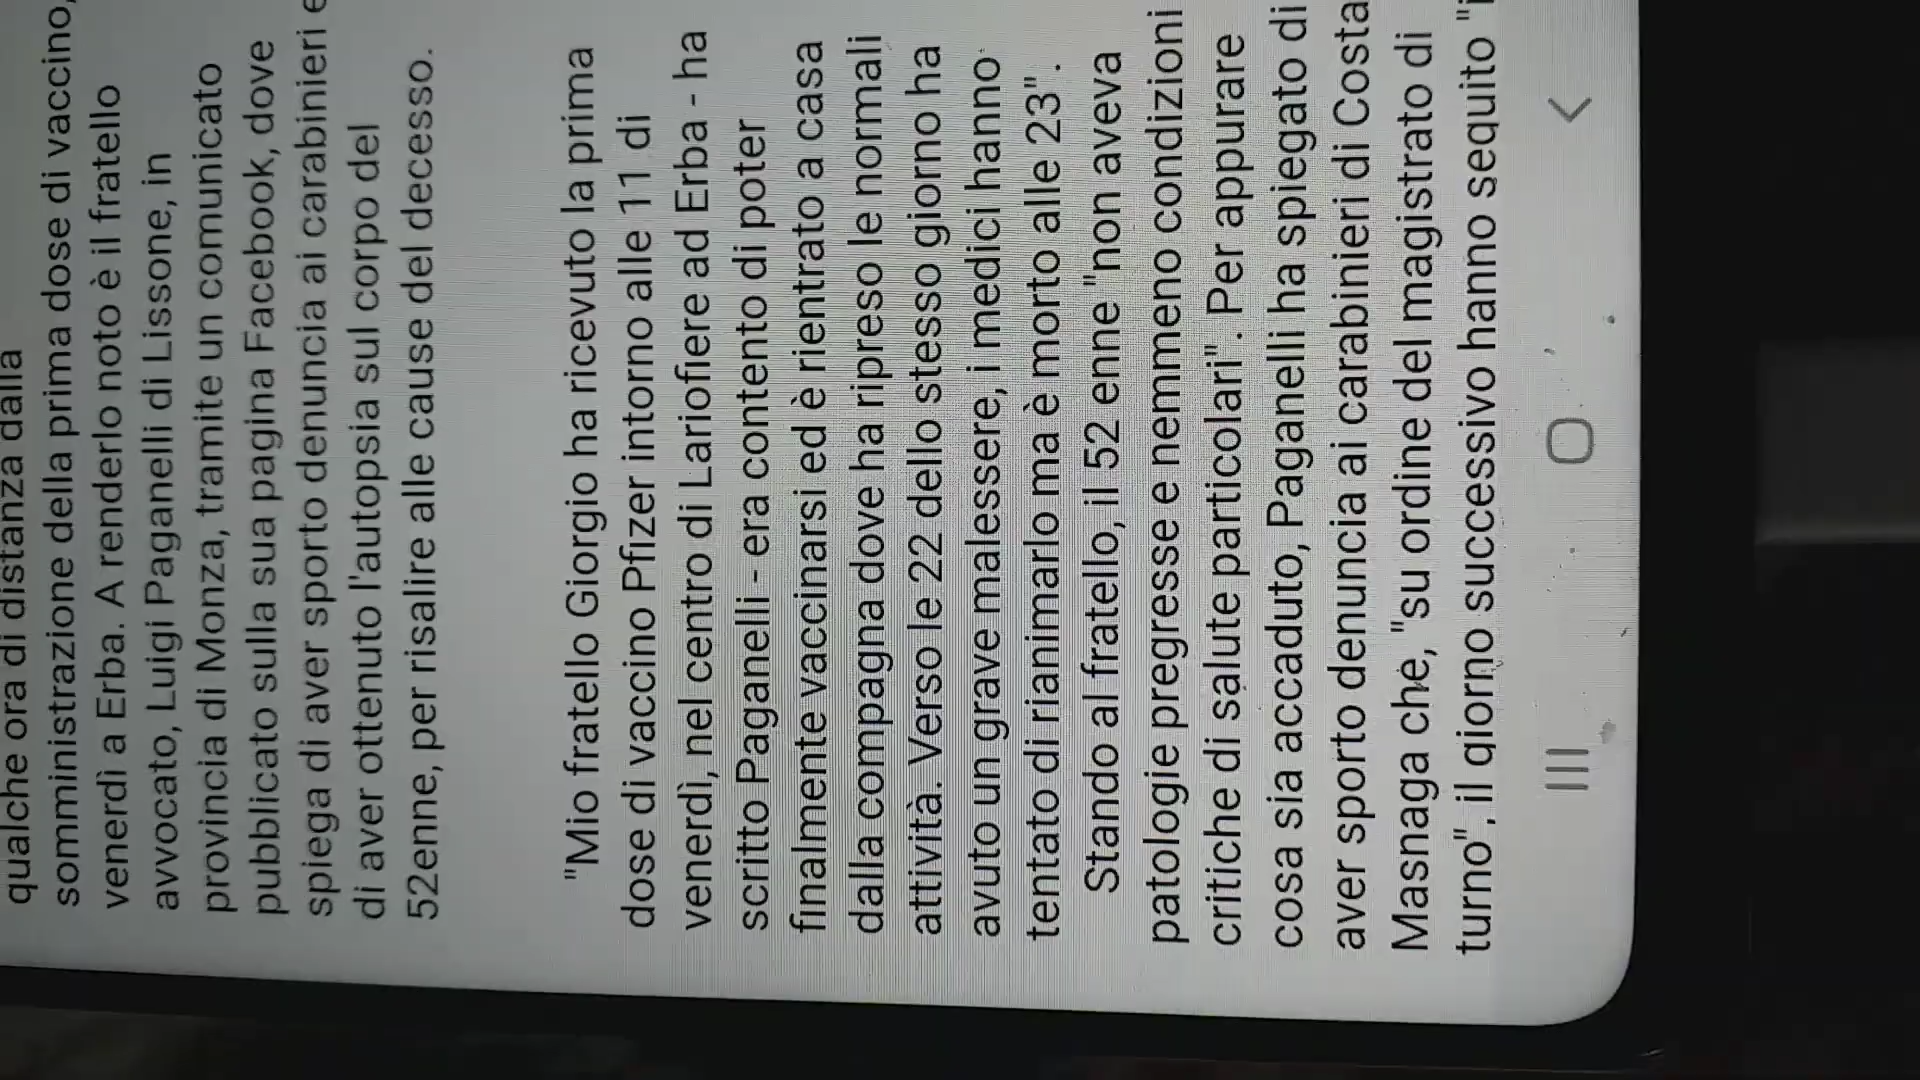 qualche ora di distanza dalla
somministrazione della prima dose di vaccino,
venerdì a Erba. A renderlo noto è il fratello
avvocato, Luigi Paganelli di Lissone, in
provincia di Monza, tramite un comunicato
pubblicato sulla sua pagina Facebook, dove
spiega di aver sporto denuncia ai carabinieri e
di aver ottenuto l'autopsia sul corpo del
52enne, per risalire alle cause del decesso.
"Mio fratello Giorgio ha ricevuto la prima
dose di vaccino Pfizer intorno alle 11 di
venerdì, nel centro di Lariofiere ad Erba - ha
scritto Paganelli - era contento di poter
finalmente vaccinarsi ed è rientrato a casa
dalla compagna dove ha ripreso le normali
attività. Verso le 22 dello stesso giorno ha
avuto un grave malessere, i medici hanno
tentato di rianimarlo ma è morto alle 23".
Stando al fratello, il 52 enne "non aveva
patologie pregresse e nemmeno condizioni
critiche di salute particolari". Per appurare
cosa sia accaduto, Paganelli ha spiegato di
aver sporto denuncia ai carabinieri di Costa
Masnaga che, "su ordine del magistrato di
turno", il giorno successivo hanno seguito